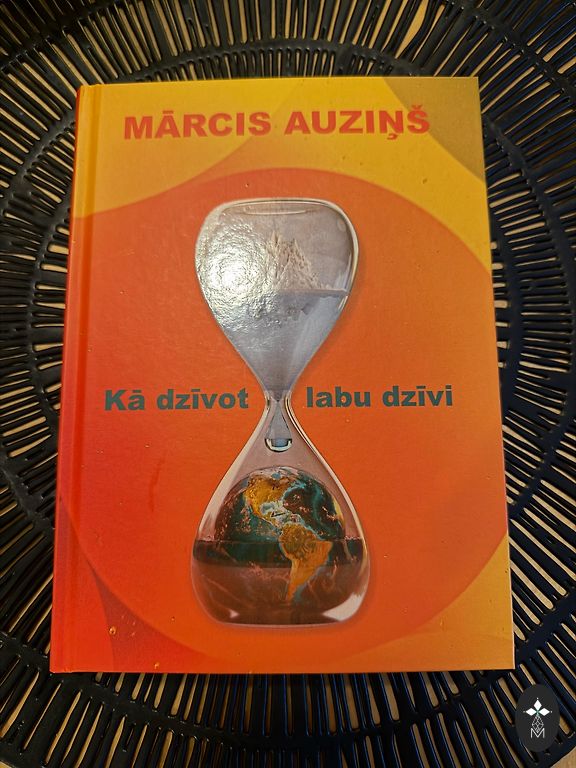 MĀRCIS AUZIŅŠ
Kā dzīvot labu dzīvi